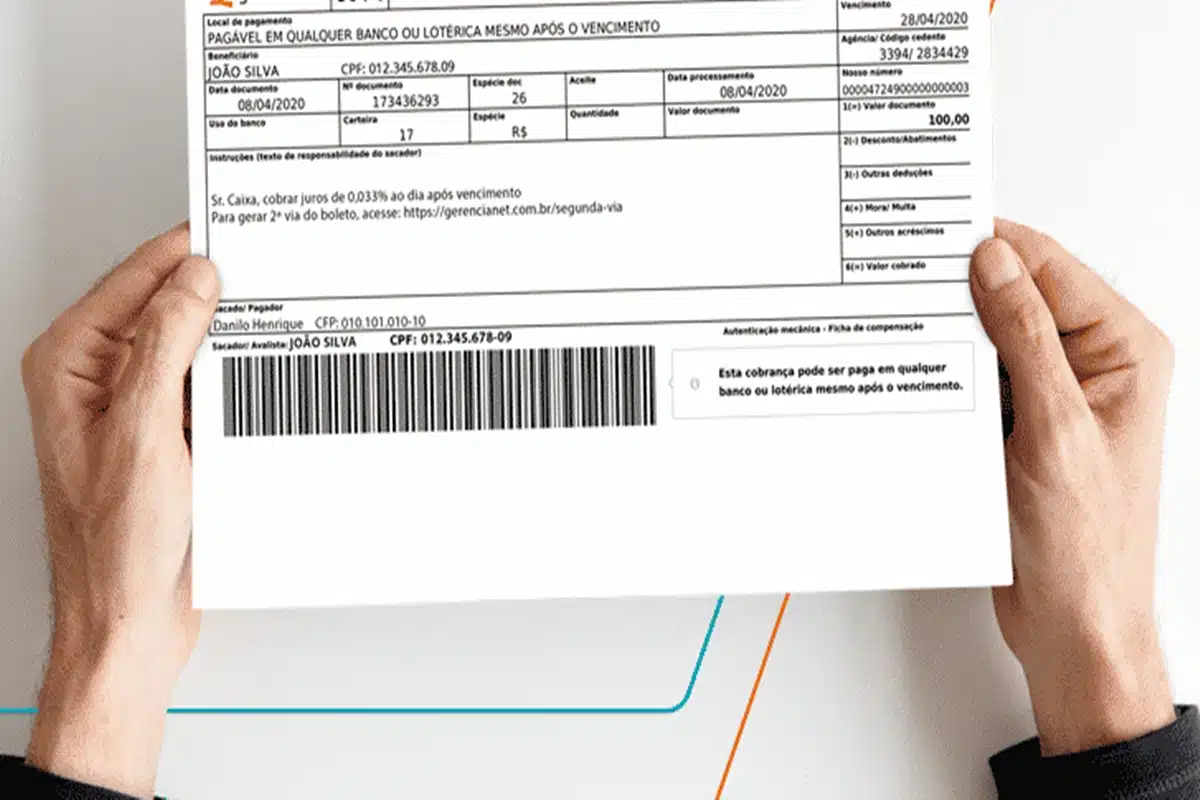 Local de pagamento
Vencimento
PAGÁVEL EM QUALQUER BANCO OU LOTÉRICA MESMO APÓS O VENCIMENTO
28/04/2020
Beneficiário
Agência/ Código cedente
JOÃO SILVA CPF: 012.345.678.09
3394/ 2834429
Data documento Nº documento Espécie doc Aceite Data processamento Nosso número
08/04/2020 173436293 26 08/04/2020 00004724900000000003
Uso do banco Carteira Espécie Quantidade Valor documento 1(=) Valor documento
17 R$ 100,00
Instruções (texto de responsabilidade do sacador)
2(-) Desconto/Abatimentos
3(-) Outras deduções
Sr. Caixa, cobrar juros de 0,033% ao dia após vencimento
Para gerar 2ª via do boleto, acesse: https://gerencianet.com.br/segunda-via
4(+) Mora/ Multa
5(+) Outros acréscimos
6(=) Valor cobrado
Sacado/ Pagador
Danilo Henrique CFP: 010.101.010-10
Sacador/ Avalista: JOÃO SILVA CPF: 012.345.678-09
Autenticação mecânica - Ficha de compensação
Esta cobrança pode ser paga em qualquer
banco ou lotérica mesmo após o vencimento.